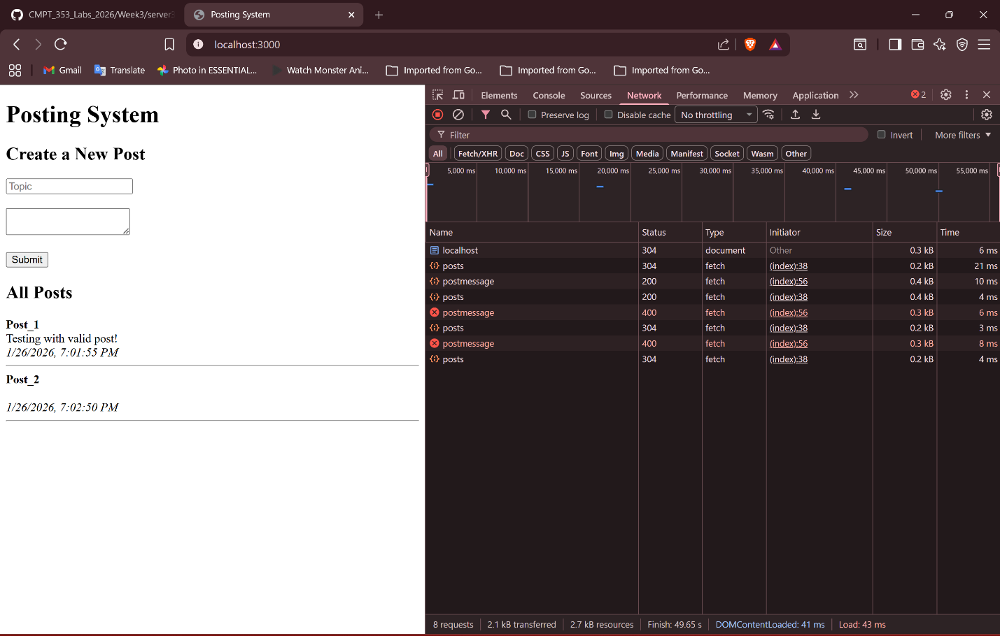 CMPT_353_Labs_2026/Week3/server3
Posting System
localhost:3000
Gmail
Translate
Photo in ESSENTIAL...
Watch Monster Ani...
Imported from Go...
Imported from Go...
Imported from Go...
Posting System
Create a New Post
Topic
Submit
All Posts
Post_1
Testing with valid post!
1/26/2026, 7:01:55 PM
Post_2
1/26/2026, 7:02:50 PM
Elements Console Sources Network Performance Memory Application 2
Preserve log Disable cache No throttling
Filter Invert More filters
All Fetch/XHR Doc CSS JS Font Img Media Manifest Socket Wasm Other
5,000 ms 10,000 ms 15,000 ms 20,000 ms 25,000 ms 30,000 ms 35,000 ms 40,000 ms 45,000 ms 50,000 ms 55,000 ms
Name Status Type Initiator Size Time
localhost 304 document Other 0.3 kB 6 ms
posts 304 fetch (index):38 0.2 kB 21 ms
postmessage 200 fetch (index):56 0.4 kB 10 ms
posts 200 fetch (index):38 0.4 kB 4 ms
postmessage 400 fetch (index):56 0.3 kB 6 ms
posts 304 fetch (index):38 0.2 kB 3 ms
postmessage 400 fetch (index):56 0.3 kB 8 ms
posts 304 fetch (index):38 0.2 kB 4 ms
8 requests 2.1 kB transferred 2.7 kB resources Finish: 49.65 s DOMContentLoaded: 41 ms Load: 43 ms